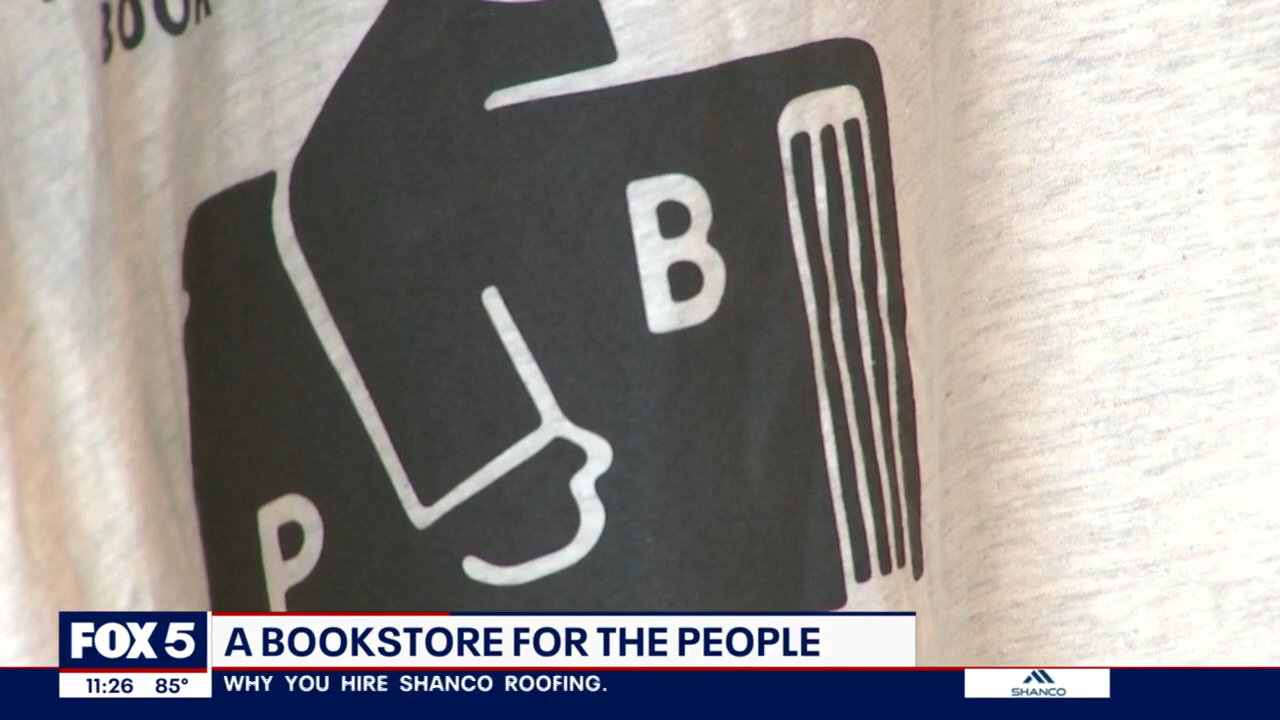 B
P
FOX 5
A BOOKSTORE FOR THE PEOPLE
11:26 85°
WHY YOU HIRE SHANCO ROOFING.
SHANCO